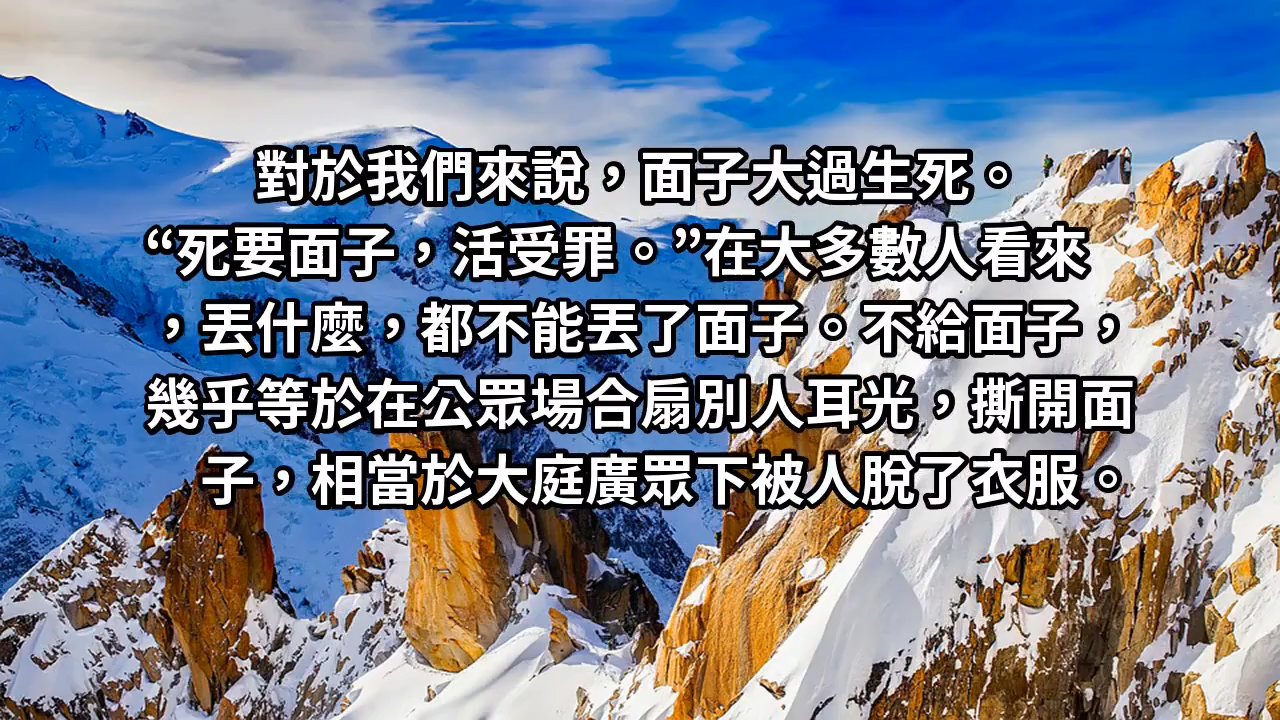 對於我們來說，面子大過生死。
“死要面子，活受罪。”在大多數人看來
，丟什麼，都不能丟了面子。不給面子，
幾乎等於在公眾場合扇別人耳光，撕開面
子，相當於大庭廣眾下被人脫了衣服。